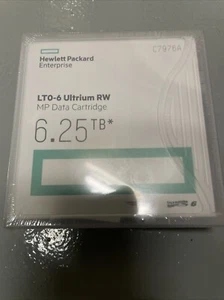 Hewlett Packard
Enterprise
C7976A
LTO-6 Ultrium RW
MP Data Cartridge
6.25TB*